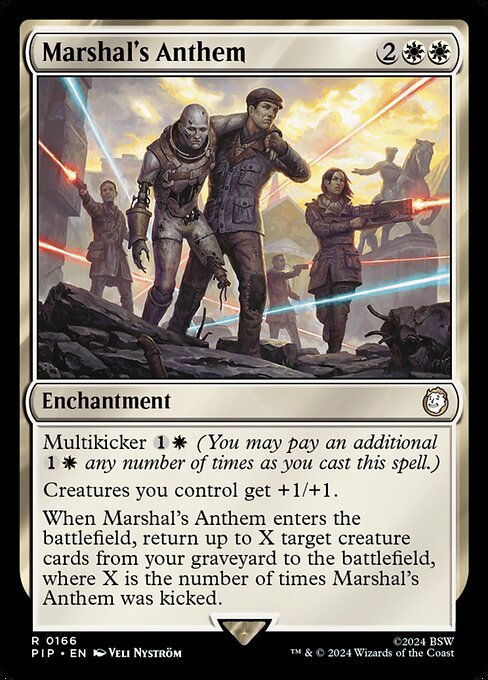 Marshal's Anthem 2
Enchantment
Multikicker 1 (You may pay an additional
1 any number of times as you cast this spell.)
Creatures you control get +1/+1.
When Marshal's Anthem enters the
battlefield, return up to X target creature
cards from your graveyard to the battlefield,
where X is the number of times Marshal's
Anthem was kicked.
R 0166
PIP • EN Veli Nyström
©2024 BSW
™ & © 2024 Wizards of the Coast